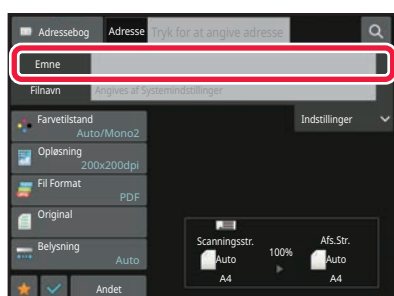 Adressebog Adresse Tryk for at angive adresse
Emne
Filnavn Angives af Systemindstillinger
Farvetilstand
Auto/Mono2
Indstillinger
Opløsning
200x200dpi
Fil Format
PDF
Original
Belysning
Auto
Andet
Scanningsstr. Afs.Str.
100%
Auto Auto
A4 A4